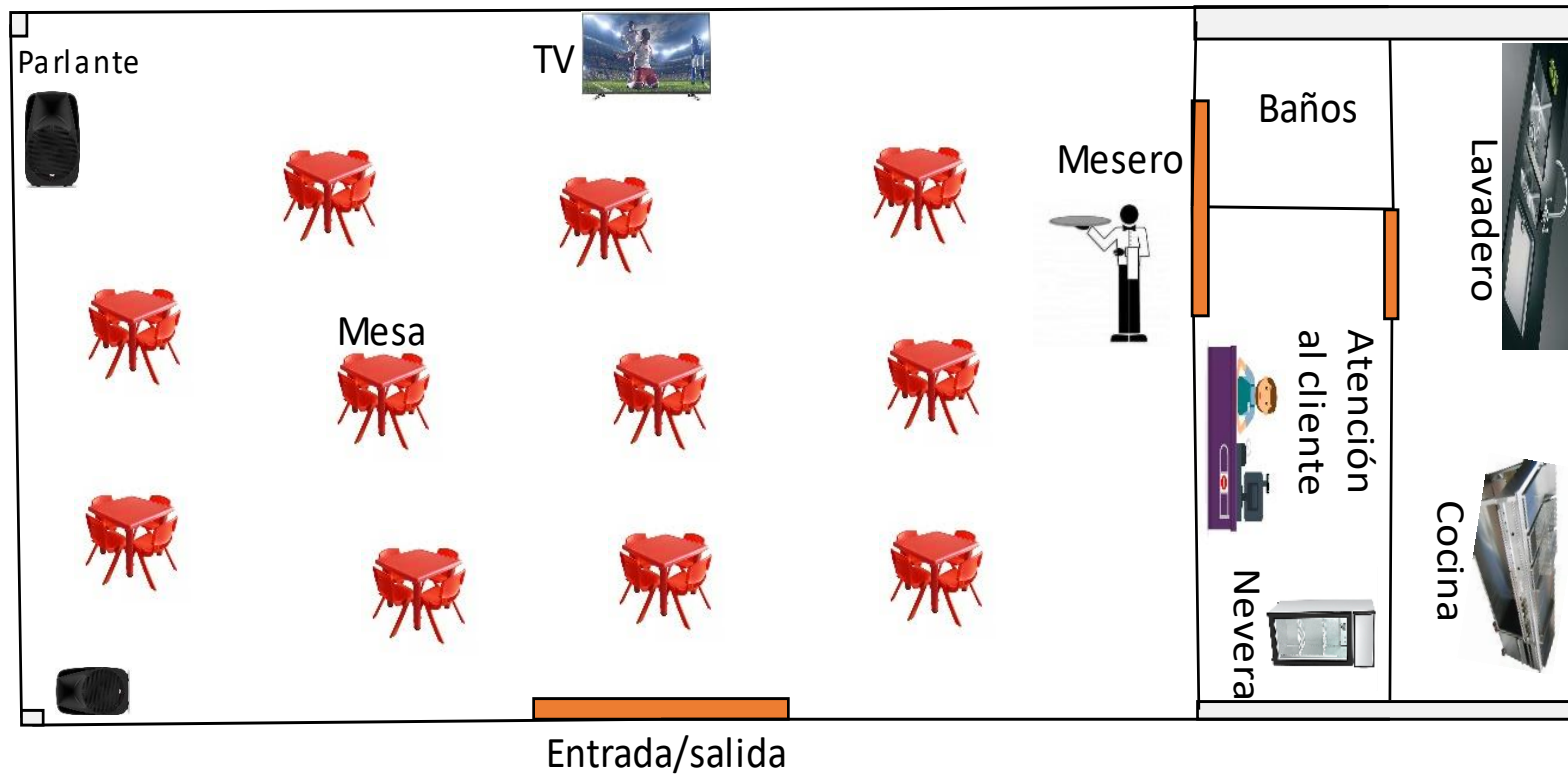 Parlante
TV
Baños
Mesero
Lavadero
Mesa
Atención
al cliente
Cocina
Nevera
Entrada/salida